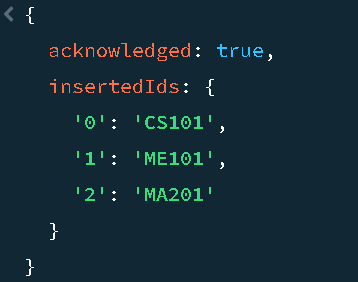 {
  acknowledged: true,
  insertedIds: {
    '0': 'CS101',
    '1': 'ME101',
    '2': 'MA201'
  }
}